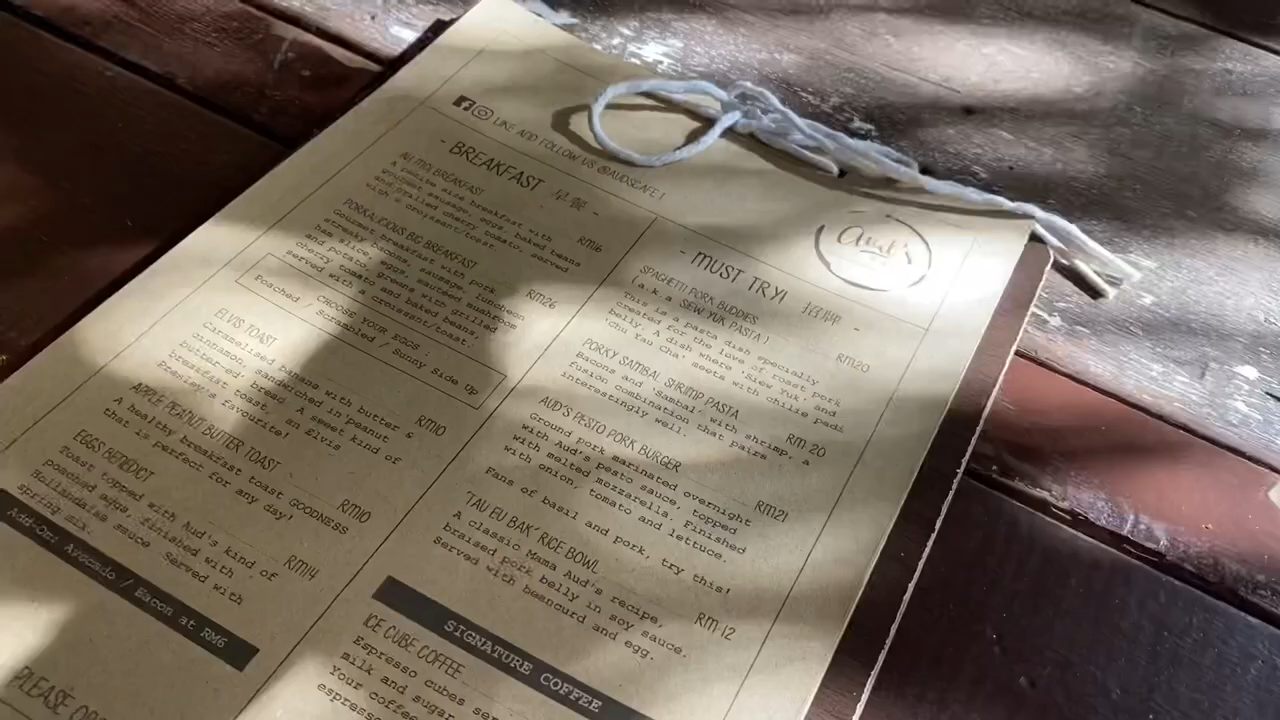 LIKE AND FOLLOW US @AUDSCAFE!
aud's
- BREAKFAST 早餐 -
AH MOI BREAKFAST RM16
A petite size breakfast with
gourmet sausage, eggs, baked beans
and grilled cherry tomato, served
with a croissant/toast.
PORKALICIOUS BIG BREAKFAST RM26
Gourmet breakfast with pork
streaky bacons, sausage, luncheon
ham slice, eggs, sautéed mushroom
and potato, greens with grilled
cherry tomato and baked beans
served with a croissant/toast.
CHOOSE YOUR EGGS :
Poached / Scrambled / Sunny Side Up
ELVIS TOAST RM10
Caramelised banana with butter &
cinnamon, sandwiched in peanut
butter-ed, bread. A sweet kind of
breakfast toast, an Elvis
Presley's favourite!
APPLE PEANUT BUTTER TOAST RM10
A healthy breakfast toast GOODNESS
that is perfect for any day!
EGGS BENEDICT RM14
Toast topped with Aud's kind of
poached eggs, finished with
Hollandaise sauce. Served with
spring mix.
Add-On: Avocado / Bacon at RM6
PLEASE
- MUST TRY! 招牌 -
SPAGHETTI PORK BUDDIES RM20
(a.k.a SIEW YUK PASTA)
This is a pasta dish specially
created for the love of roast pork
belly. A dish where 'Siew Yuk' and
'Chu Yau Cha' meets with chilie padi
PORKY SAMBAL SHRIMP PASTA RM 20
Bacons and 'Sambal' with shrimp, a
fusion combination that pairs
interestingly well.
AUD'S PESTO PORK BURGER RM21
Ground pork marinated overnight
with Aud's pesto sauce, topped
with melted mozzarella. Finished
with onion, tomato and lettuce.
Fans of basil and pork, try this!
'TAU EU BAK' RICE BOWL RM 12
A classic Mama Aud's recipe,
braised pork belly in soy sauce.
Served with beancurd and egg.
SIGNATURE COFFEE
ICE CUBE COFFEE
Espresso cubes
milk and sugar
Your coffee
espresso